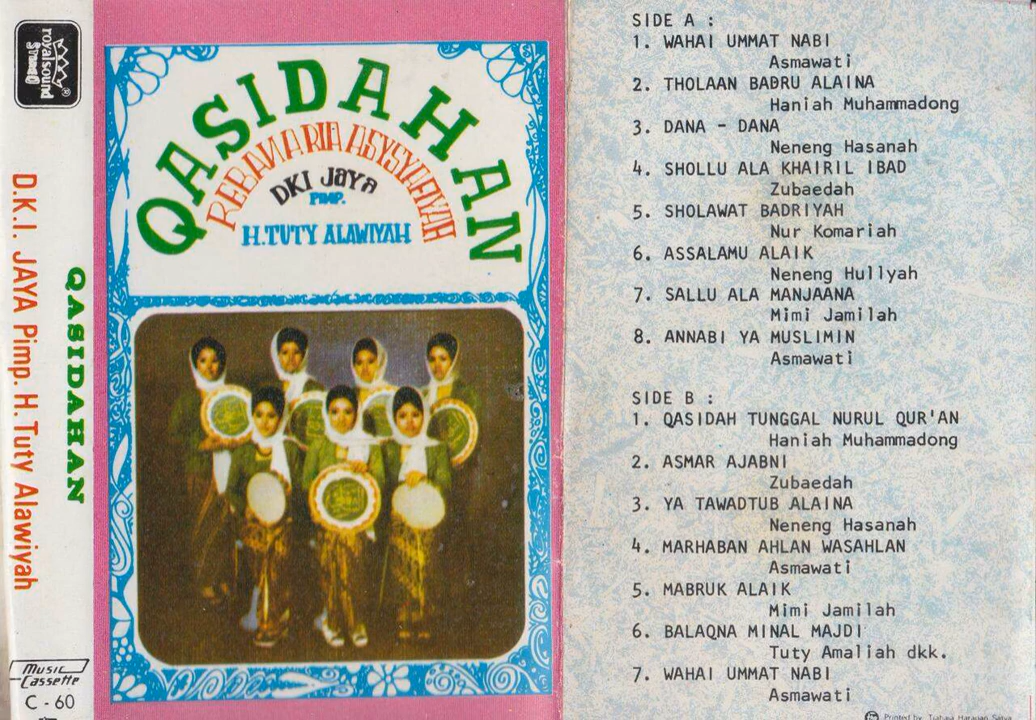 royalsound
STUDIO
D.K.I. JAYA Pimp. H. Tuty Alawiyah
QASIDAHAN
Music
Cassette
C - 60
QASIDAHAN
REBANA RIA ASYSYAFIYAH
DKI JAYA
PIMP.
H.TUTY ALAWIYAH
SIDE A :
1. WAHAI UMMAT NABI
Asmawati
2. THOLAAN BADRU ALAINA
Haniah Muhammadong
3. DANA - DANA
Neneng Hasanah
4. SHOLLU ALA KHAIRIL IBAD
Zubaedah
5. SHOLAWAT BADRIYAH
Nur Komariah
6. ASSALAMU ALAIK
Neneng Hullyah
7. SALLU ALA MANJAANA
Mimi Jamilah
8. ANNABI YA MUSLIMIN
Asmawati
SIDE B :
1. QASIDAH TUNGGAL NURUL QUR'AN
Haniah Muhammadong
2. ASMAR AJABNI
Zubaedah
3. YA TAWADTUB ALAINA
Neneng Hasanah
4. MARHABAN AHLAN WASAHLAN
Asmawati
5. MABRUK ALAIK
Mimi Jamilah
6. BALAQNA MINAL MAJDI
Tuty Amaliah dkk.
7. WAHAI UMMAT NABI
Asmawati
Printed by